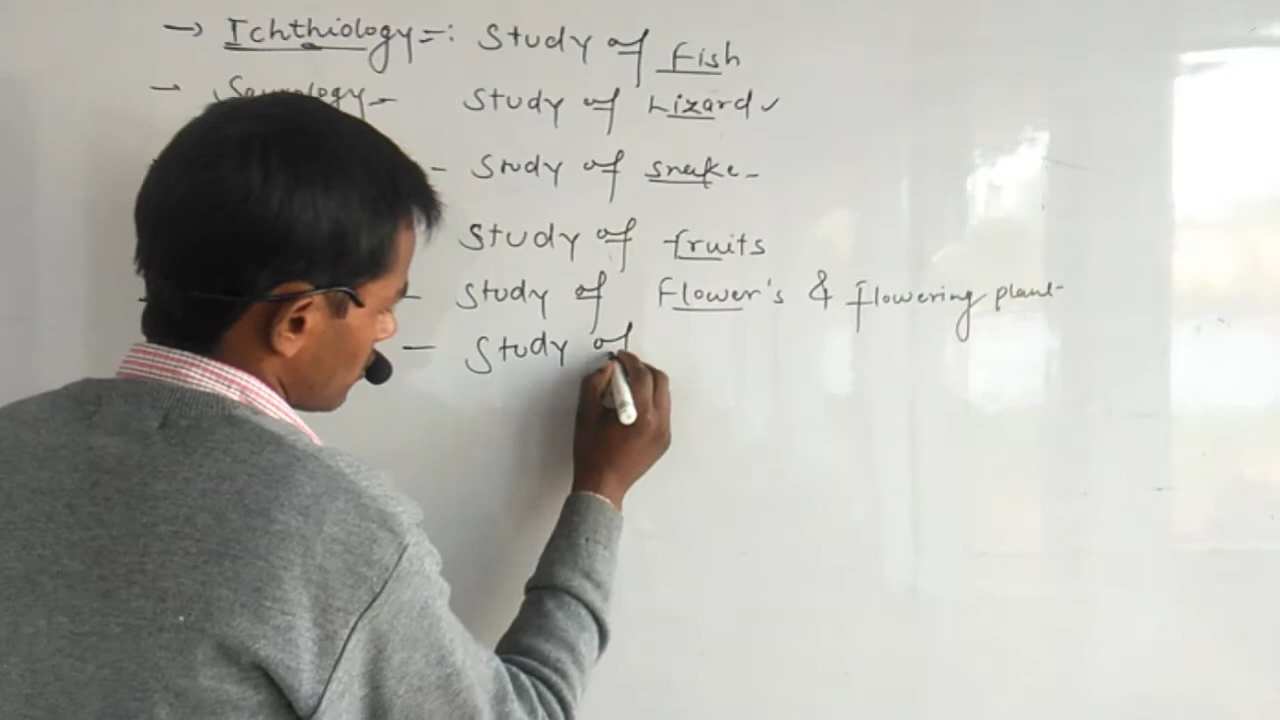 → Ichthiology =: Study of Fish
- Saurology - Study of Lizard ✓
- Study of snake -
Study of fruits
- Study of Flower's & flowering plant-
- Study of